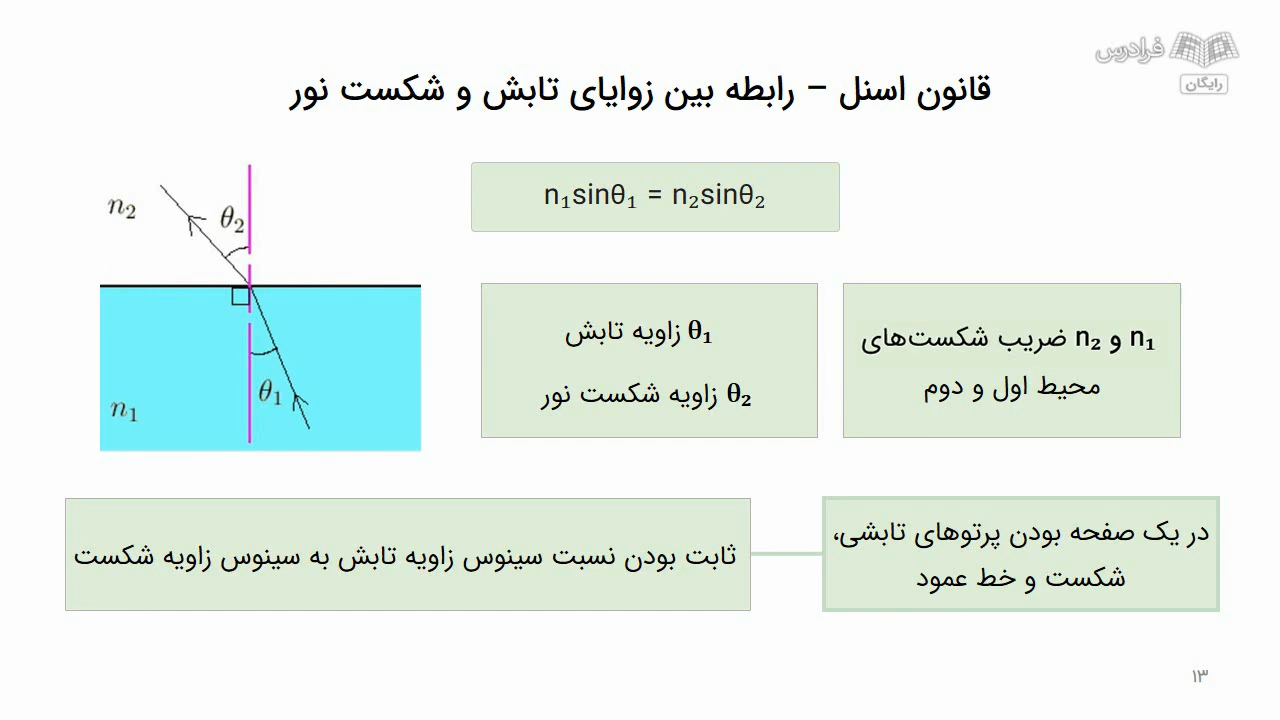 فرادرس
رایگان
قانون اسنل – رابطه بین زوایای تابش و شکست نور
n₁sinθ₁ = n₂sinθ₂
n₂
θ₂
θ₁
n₁
n₁ و n₂ ضریب شکست‌های
محیط اول و دوم
θ₁ زاویه تابش
θ₂ زاویه شکست نور
در یک صفحه بودن پرتوهای تابشی،
شکست و خط عمود
ثابت بودن نسبت سینوس زاویه تابش به سینوس زاویه شکست
۱۳